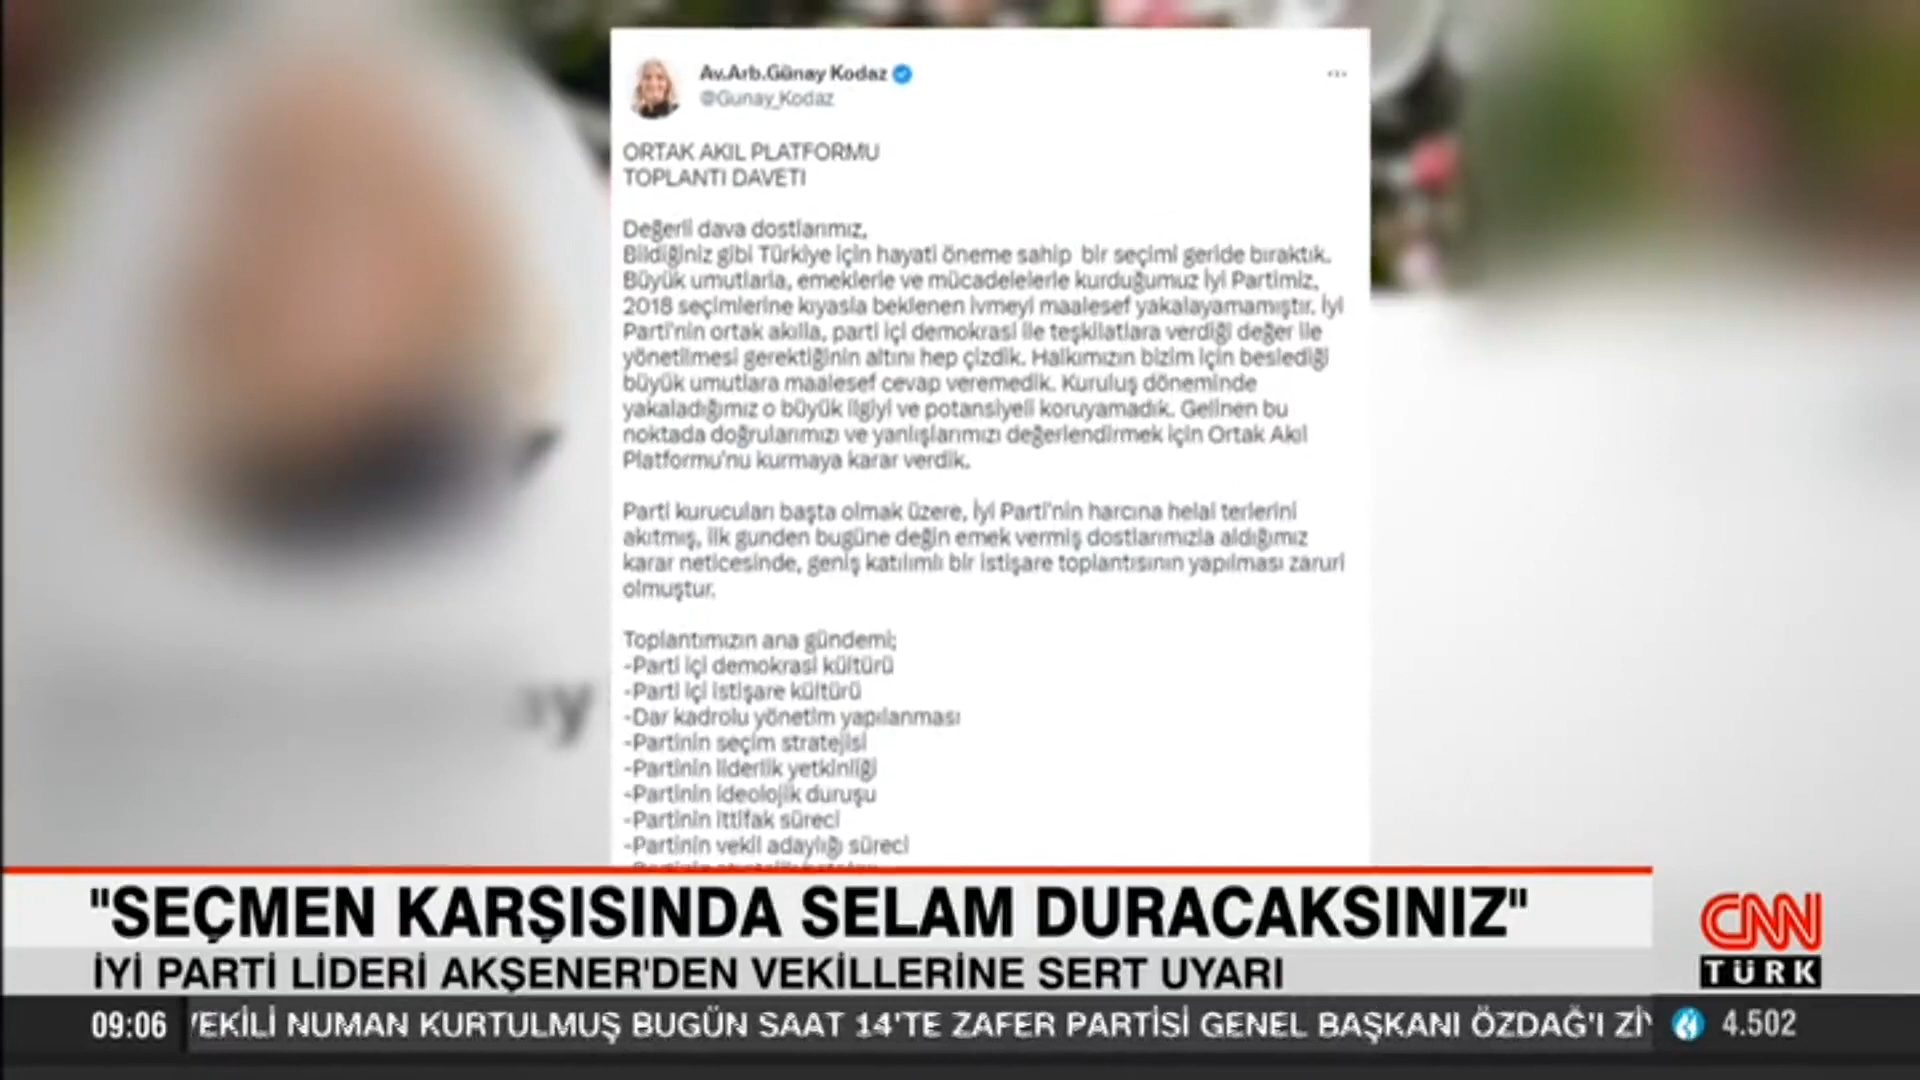 Av.Arb.Günay Kodaz
@Gunay_Kodaz
ORTAK AKIL PLATFORMU
TOPLANTI DAVETI
Değerli dava dostlarımız,
Bildiğiniz gibi Türkiye için hayati öneme sahip bir seçimi geride bıraktık.
Büyük umutlarla, emeklerle ve mücadelelerle kurduğumuz İyi Partimiz,
2018 seçimlerine kıyasla beklenen ivmeyi maalesef yakalayamamıştır. İyi
Parti'nin ortak akılla, parti içi demokrasi ile teşkilatlara verdiği değer ile
yönetilmesi gerektiğinin altını hep çizdik. Halkımızın bizim için beslediği
büyük umutlara maalesef cevap veremedik. Kuruluş döneminde
yakaladığımız o büyük ilgiyi ve potansiyeli koruyamadık. Gelinen bu
noktada doğrularımızı ve yanlışlarımızı değerlendirmek için Ortak Akıl
Platformu'nu kurmaya karar verdik.
Parti kurucuları başta olmak üzere, İyi Parti'nin harcına helal terlerini
akıtmış, ilk gunden bugüne değin emek vermiş dostlarımızla aldığımız
karar neticesinde, geniş katılımlı bir istişare toplantısının yapılması zaruri
olmuştur.
Toplantımızın ana gündemi;
-Parti içi demokrasi kültürü
-Parti içi istişare kültürü
-Dar kadrolu yönetim yapılanması
-Partinin seçim stratejisi
-Partinin liderlik yetkinliği
-Partinin ideolojik duruşu
-Partinin ittifak süreci
-Partinin vekil adaylığı süreci
"SEÇMEN KARŞISINDA SELAM DURACAKSINIZ"
İYİ PARTİ LİDERİ AKŞENER'DEN VEKİLLERİNE SERT UYARI
CNN
TÜRK
09:06 VEKİLİ NUMAN KURTULMUŞ BUGÜN SAAT 14'TE ZAFER PARTİSİ GENEL BAŞKANI ÖZDAĞ'I Zİ 4.502